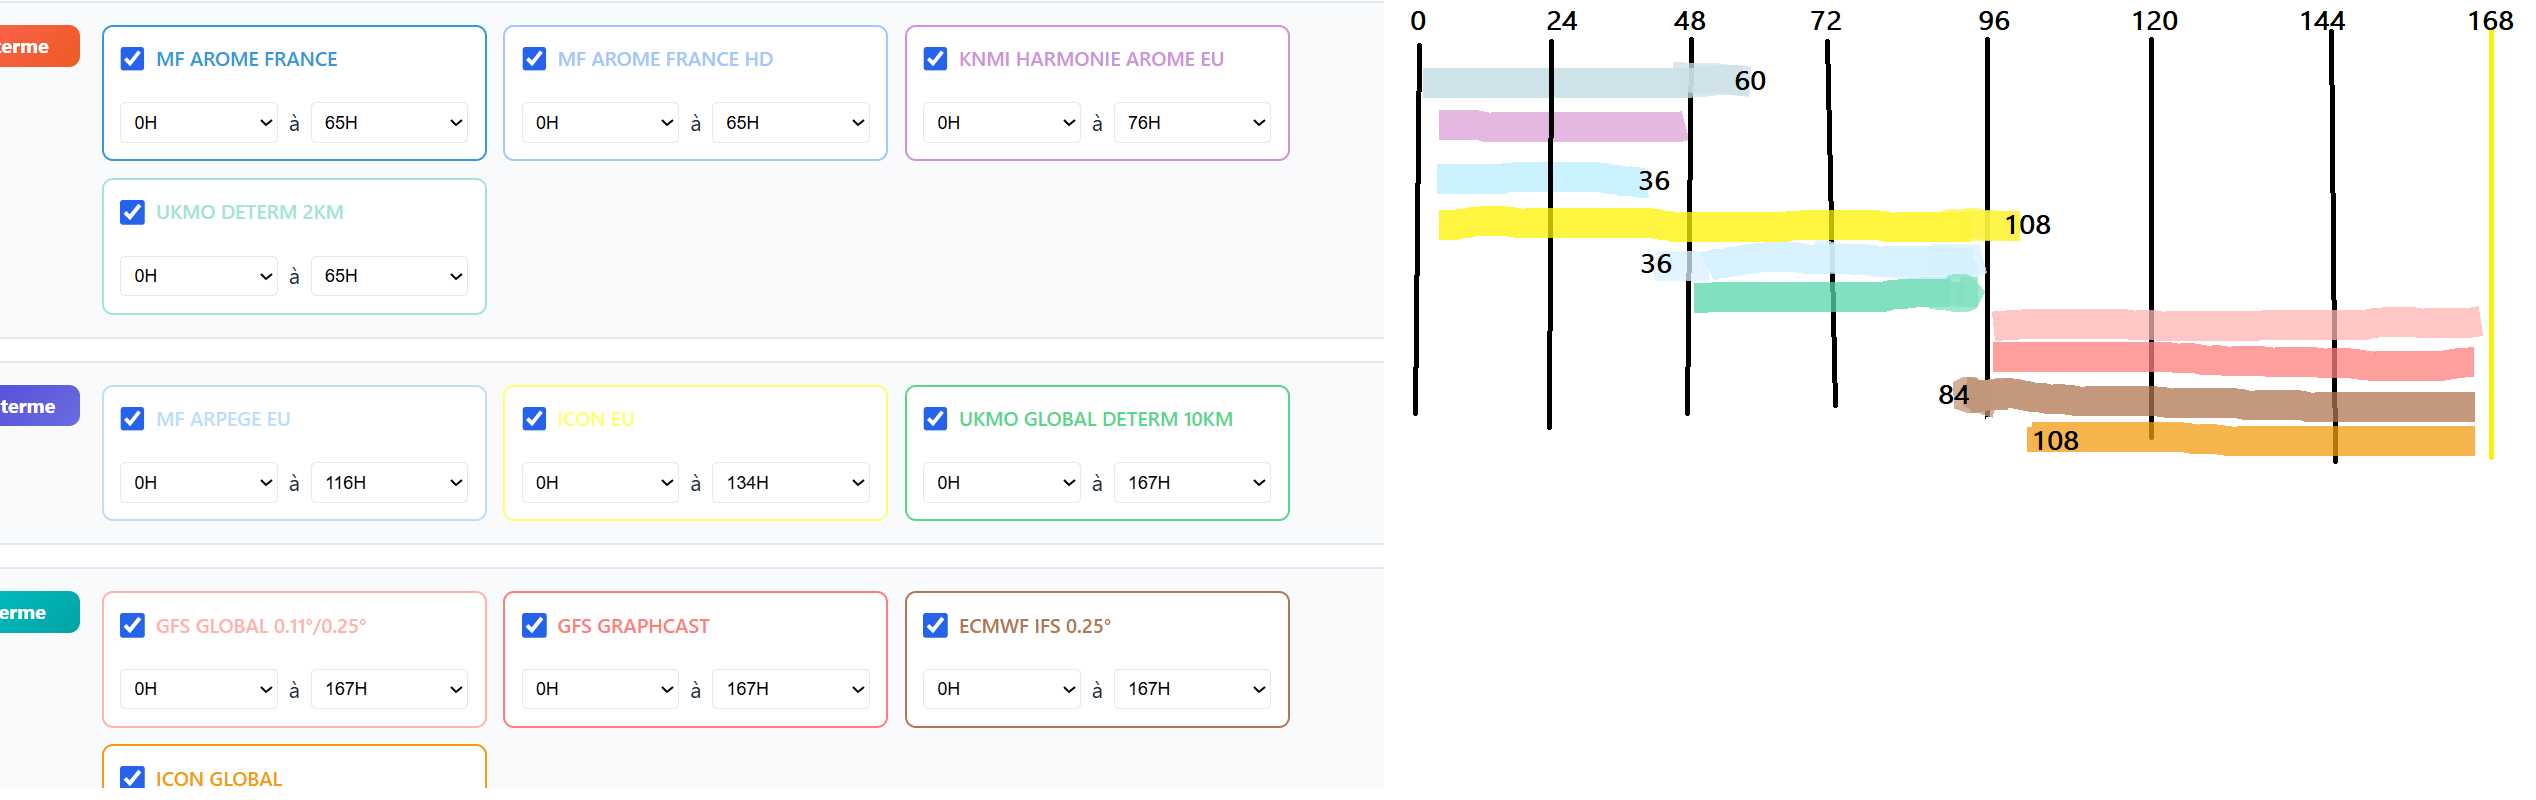 erme
MF AROME FRANCE
MF AROME FRANCE HD
KNMI HARMONIE AROME EU
0H à 65H
0H à 65H
0H à 76H
UKMO DETERM 2KM
0H à 65H
terme
MF ARPEGE EU
ICON EU
UKMO GLOBAL DETERM 10KM
0H à 116H
0H à 134H
0H à 167H
erme
GFS GLOBAL 0.11°/0.25°
GFS GRAPHCAST
ECMWF IFS 0.25°
0H à 167H
0H à 167H
0H à 167H
ICON GLOBAL
0 24 48 72 96 120 144 168
60
36
108
36
84
108